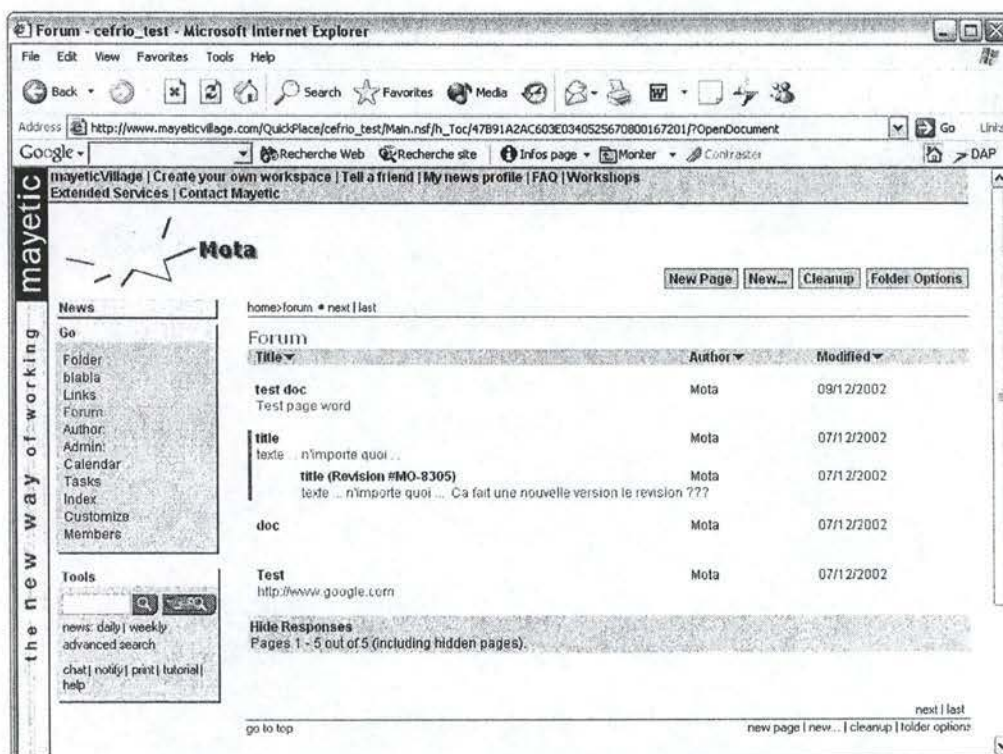 Forum - cefrio_test - Microsoft Internet Explorer
File Edit View Favorites Tools Help
Back Search Favorites Media
Address http://www.mayeticvillage.com/QuickPlace/cefrio_test/Main.nsf/h_Toc/47B91A2AC603E0340525670800167201/?OpenDocument Go Links
Google Recherche Web Recherche site Infos page Monter Contraster DAP
mayeticVillage | Create your own workspace | Tell a friend | My news profile | FAQ | Workshops
Extended Services | Contact Mayetic
mayetic
the new way of working
Mota
New Page New... Cleanup Folder Options
News
Go
Folder
blabla
Links
Forum
Author:
Admin:
Calendar
Tasks
Index
Customize
Members
Tools
news: daily | weekly
advanced search
chat | notify | print | tutorial |
help
home>forum • next | last
Forum
Title Author Modified
test doc Mota 09/12/2002
Test page word
title Mota 07/12/2002
texte ... n'importe quoi ...
title (Revision #MO-8305) Mota 07/12/2002
texte ... n'importe quoi ... Ca fait une nouvelle version le revision ???
doc Mota 07/12/2002
Test Mota 07/12/2002
http://www.google.com
Hide Responses
Pages 1 - 5 out of 5 (including hidden pages).
next | last
go to top new page | new... | cleanup | folder options